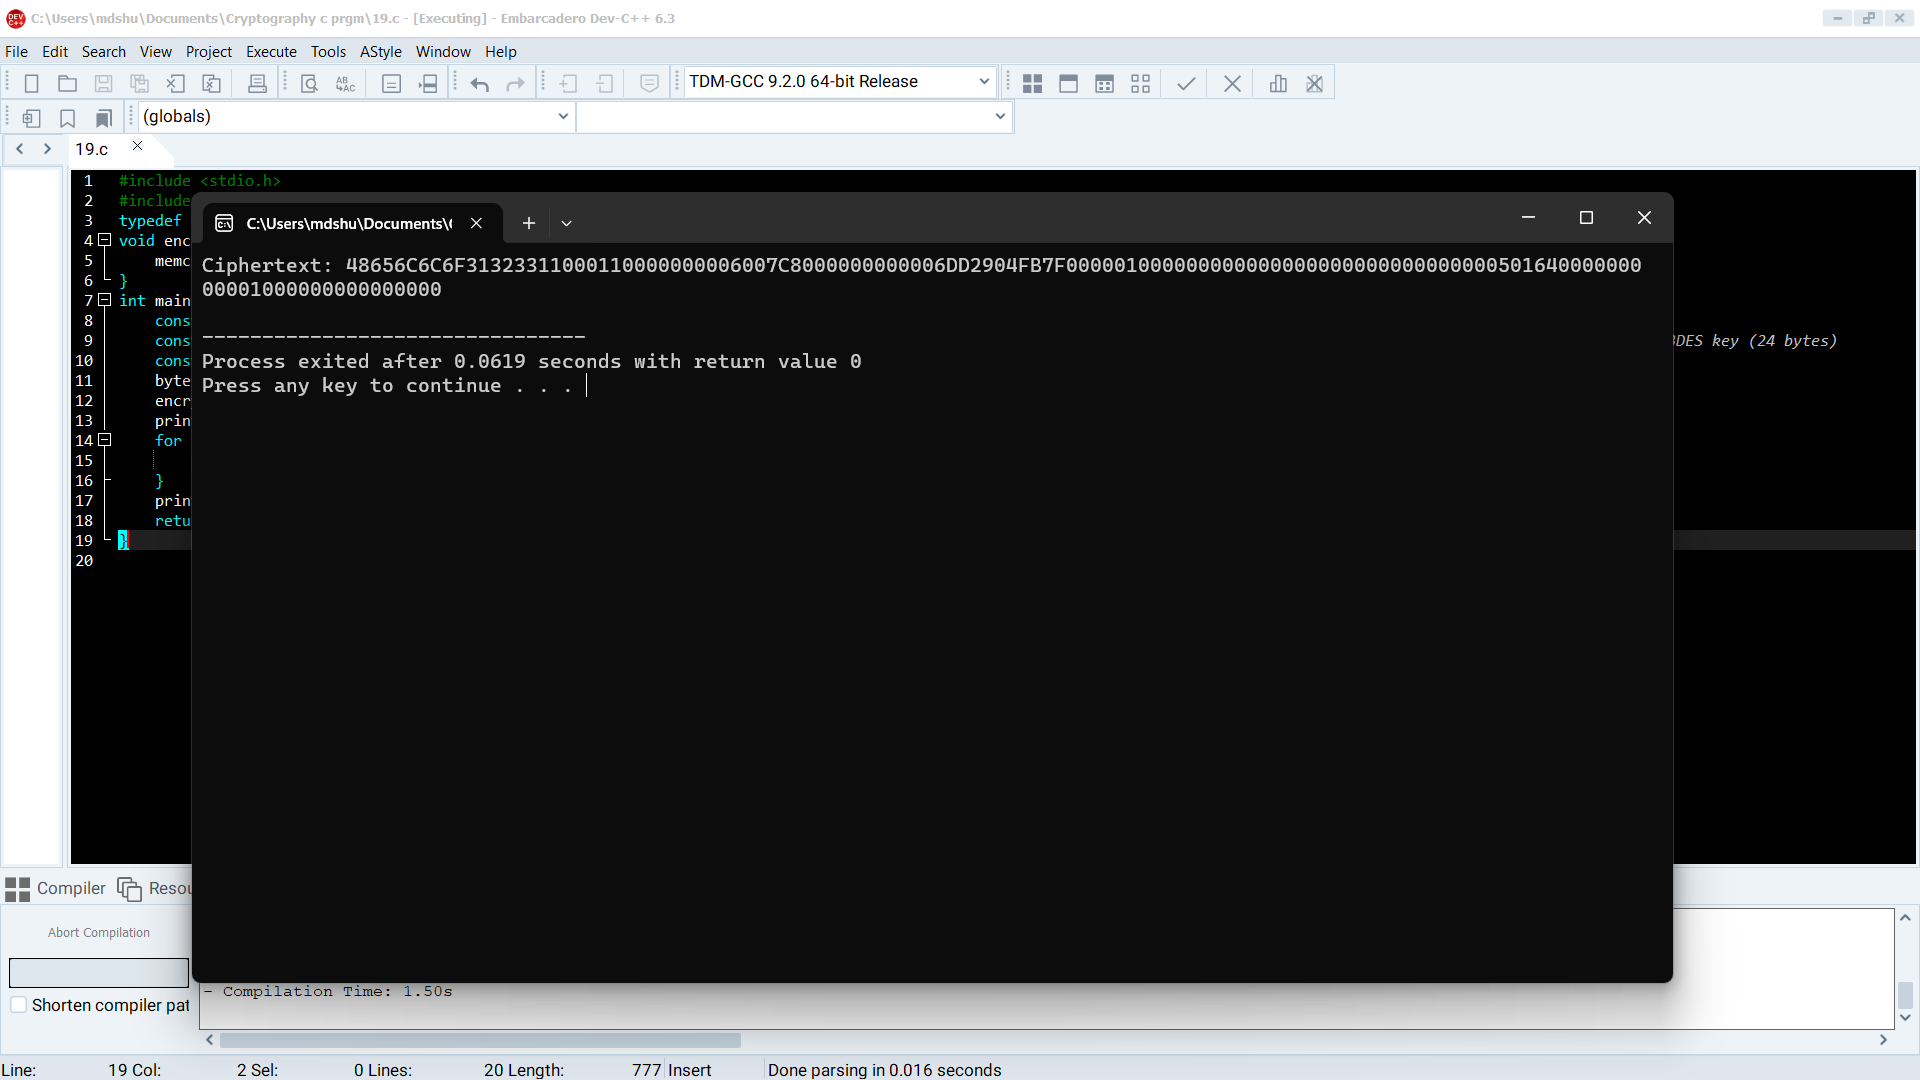 C:\Users\mdshu\Documents\Cryptography c prgm\19.c - [Executing] - Embarcadero Dev-C++ 6.3
File Edit Search View Project Execute Tools AStyle Window Help
TDM-GCC 9.2.0 64-bit Release
(globals)
19.c
1 #include <stdio.h>
2 #include
3 typedef
4 void enc
5 memc
6 }
7 int main
8 cons
9 cons
10 cons
11 byte
12 encr
13 prin
14 for
15
16 }
17 prin
18 retu
19 }
20
DES key (24 bytes)
C:\Users\mdshu\Documents\
Ciphertext: 48656C6C6F31323311000110000000006007C8000000000006DD2904FB7F00000100000000000000000000000000005016400000000
00001000000000000000
--------------------------------
Process exited after 0.0619 seconds with return value 0
Press any key to continue . . .
Compiler Resou
Abort Compilation
Shorten compiler pat
- Compilation Time: 1.50s
Line: 19 Col: 2 Sel: 0 Lines: 20 Length: 777 Insert Done parsing in 0.016 seconds